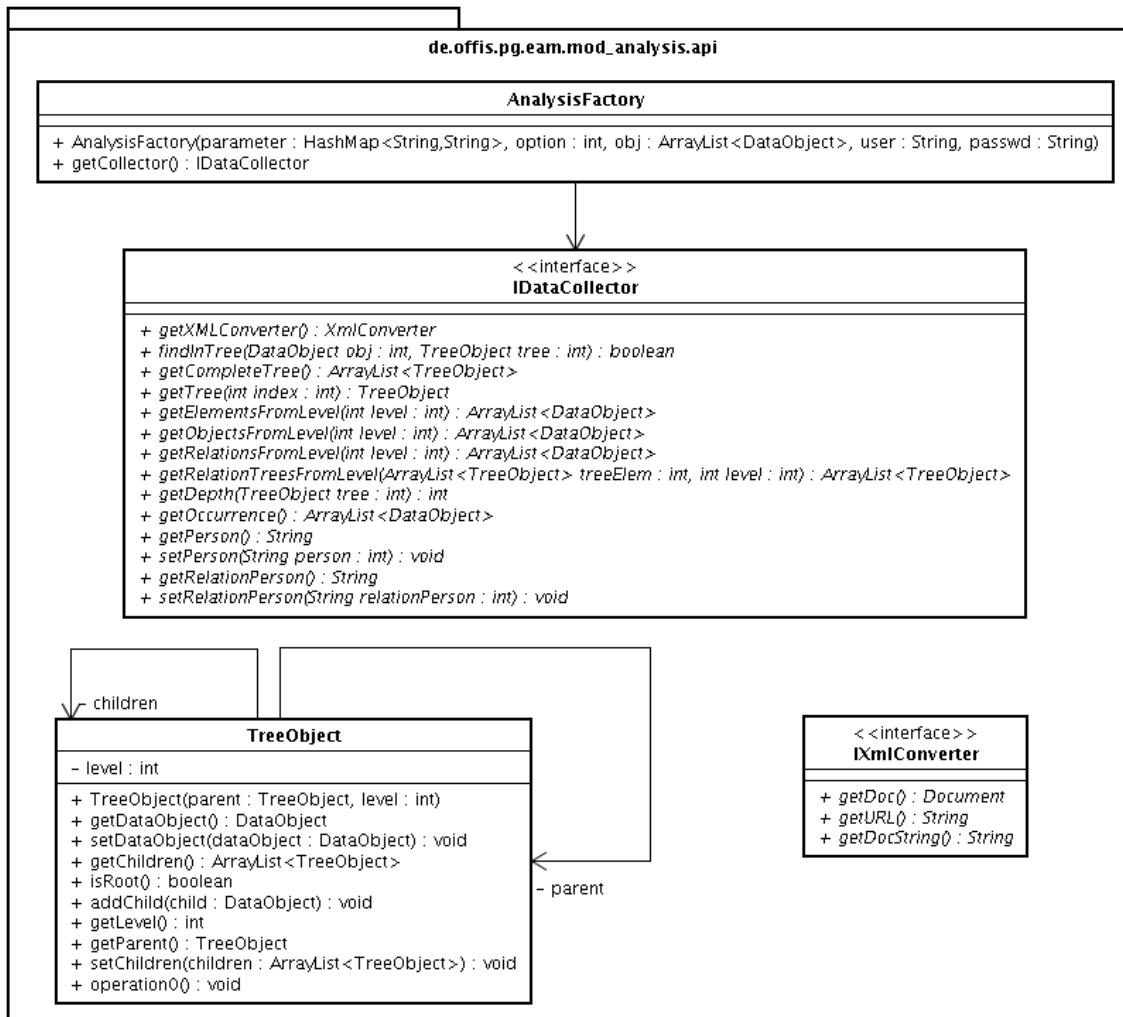 de.offis.pg.eam.mod_analysis.api
AnalysisFactory
+ AnalysisFactory(parameter : HashMap<String,String>, option : int, obj : ArrayList<DataObject>, user : String, passwd : String)
+ getCollector() : IDataCollector
<<interface>>
IDataCollector
+ getXMLConverter() : XmlConverter
+ findInTree(DataObject obj : int, TreeObject tree : int) : boolean
+ getCompleteTree() : ArrayList<TreeObject>
+ getTree(int index : int) : TreeObject
+ getElementsFromLevel(int level : int) : ArrayList<DataObject>
+ getObjectsFromLevel(int level : int) : ArrayList<DataObject>
+ getRelationsFromLevel(int level : int) : ArrayList<DataObject>
+ getRelationTreesFromLevel(ArrayList<TreeObject> treeElem : int, int level : int) : ArrayList<TreeObject>
+ getDepth(TreeObject tree : int) : int
+ getOccurrence() : ArrayList<DataObject>
+ getPerson() : String
+ setPerson(String person : int) : void
+ getRelationPerson() : String
+ setRelationPerson(String relationPerson : int) : void
- children
TreeObject
- level : int
+ TreeObject(parent : TreeObject, level : int)
+ getDataObject() : DataObject
+ setDataObject(dataObject : DataObject) : void
+ getChildren() : ArrayList<TreeObject>
+ isRoot() : boolean
+ addChild(child : DataObject) : void
+ getLevel() : int
+ getParent() : TreeObject
+ setChildren(children : ArrayList<TreeObject>) : void
+ operation0() : void
- parent
<<interface>>
IXmlConverter
+ getDoc() : Document
+ getURL() : String
+ getDocString() : String